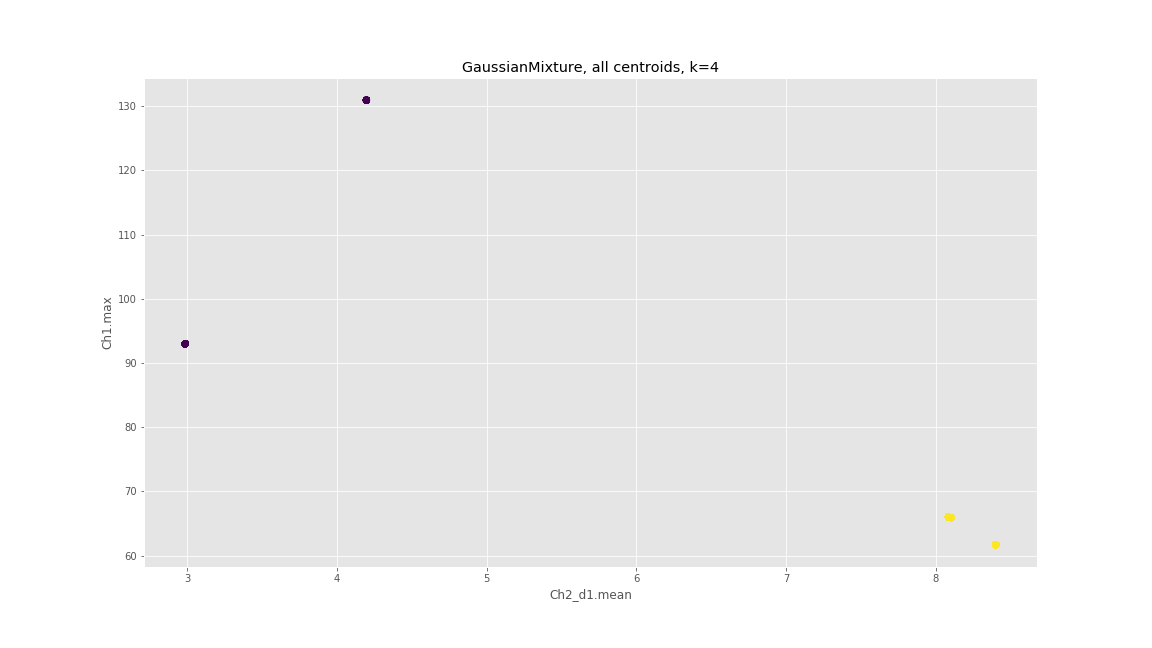 GaussianMixture, all centroids, k=4
130
120
110
100
90
80
70
60
Ch1.max
3 4 5 6 7 8
Ch2_d1.mean